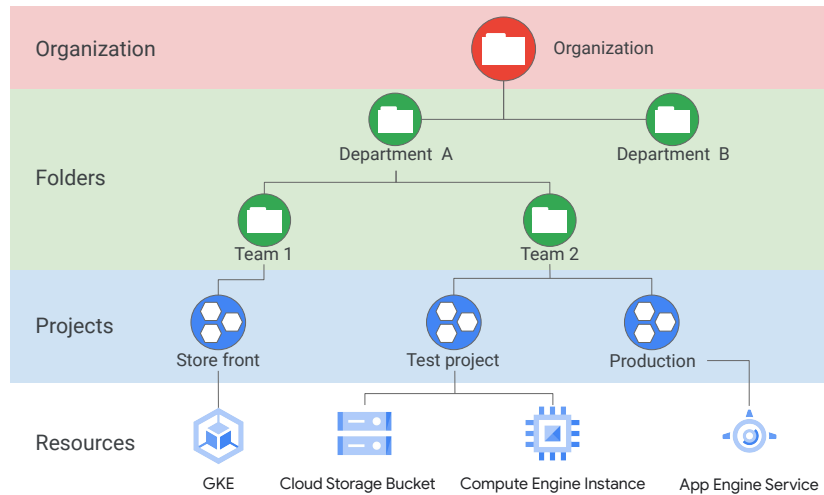 Organization
Organization
Department A
Department B
Folders
Team 1
Team 2
Projects
Store front
Test project
Production
Resources
GKE
Cloud Storage Bucket
Compute Engine Instance
App Engine Service